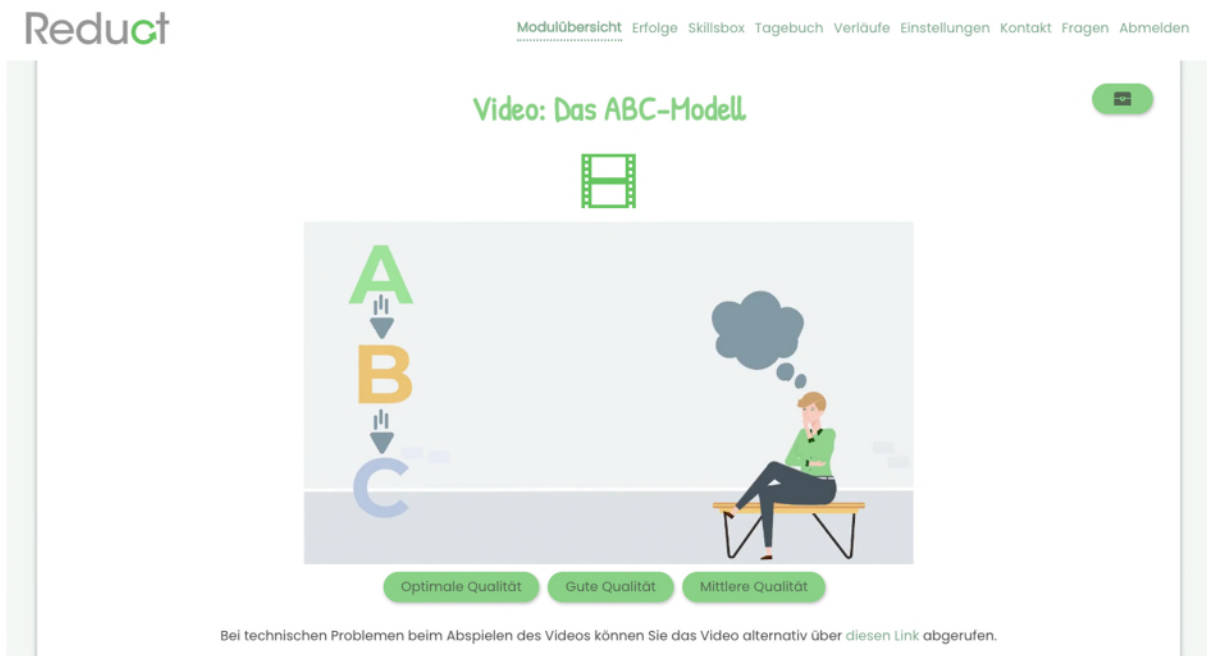 Reduct
Modulübersicht Erfolge Skillsbox Tagebuch Verläufe Einstellungen Kontakt Fragen Abmelden
Video: Das ABC-Modell
A
B
C
Optimale Qualität Gute Qualität Mittlere Qualität
Bei technischen Problemen beim Abspielen des Videos können Sie das Video alternativ über diesen Link abgerufen.